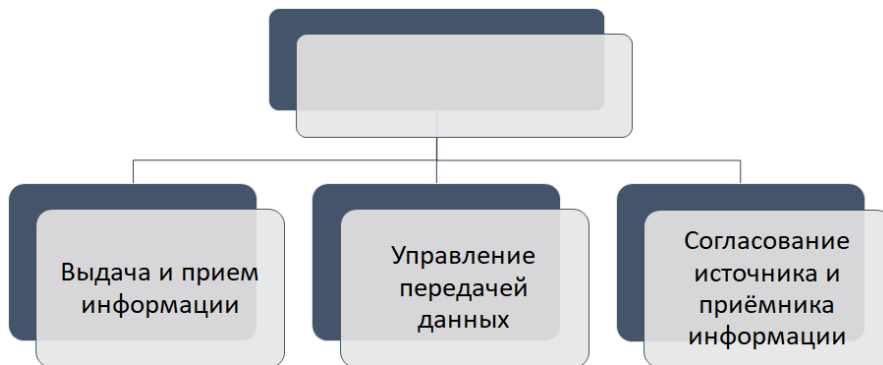 Выдача и прием
информации
Управление
передачей
данных
Согласование
источника и
приёмника
информации